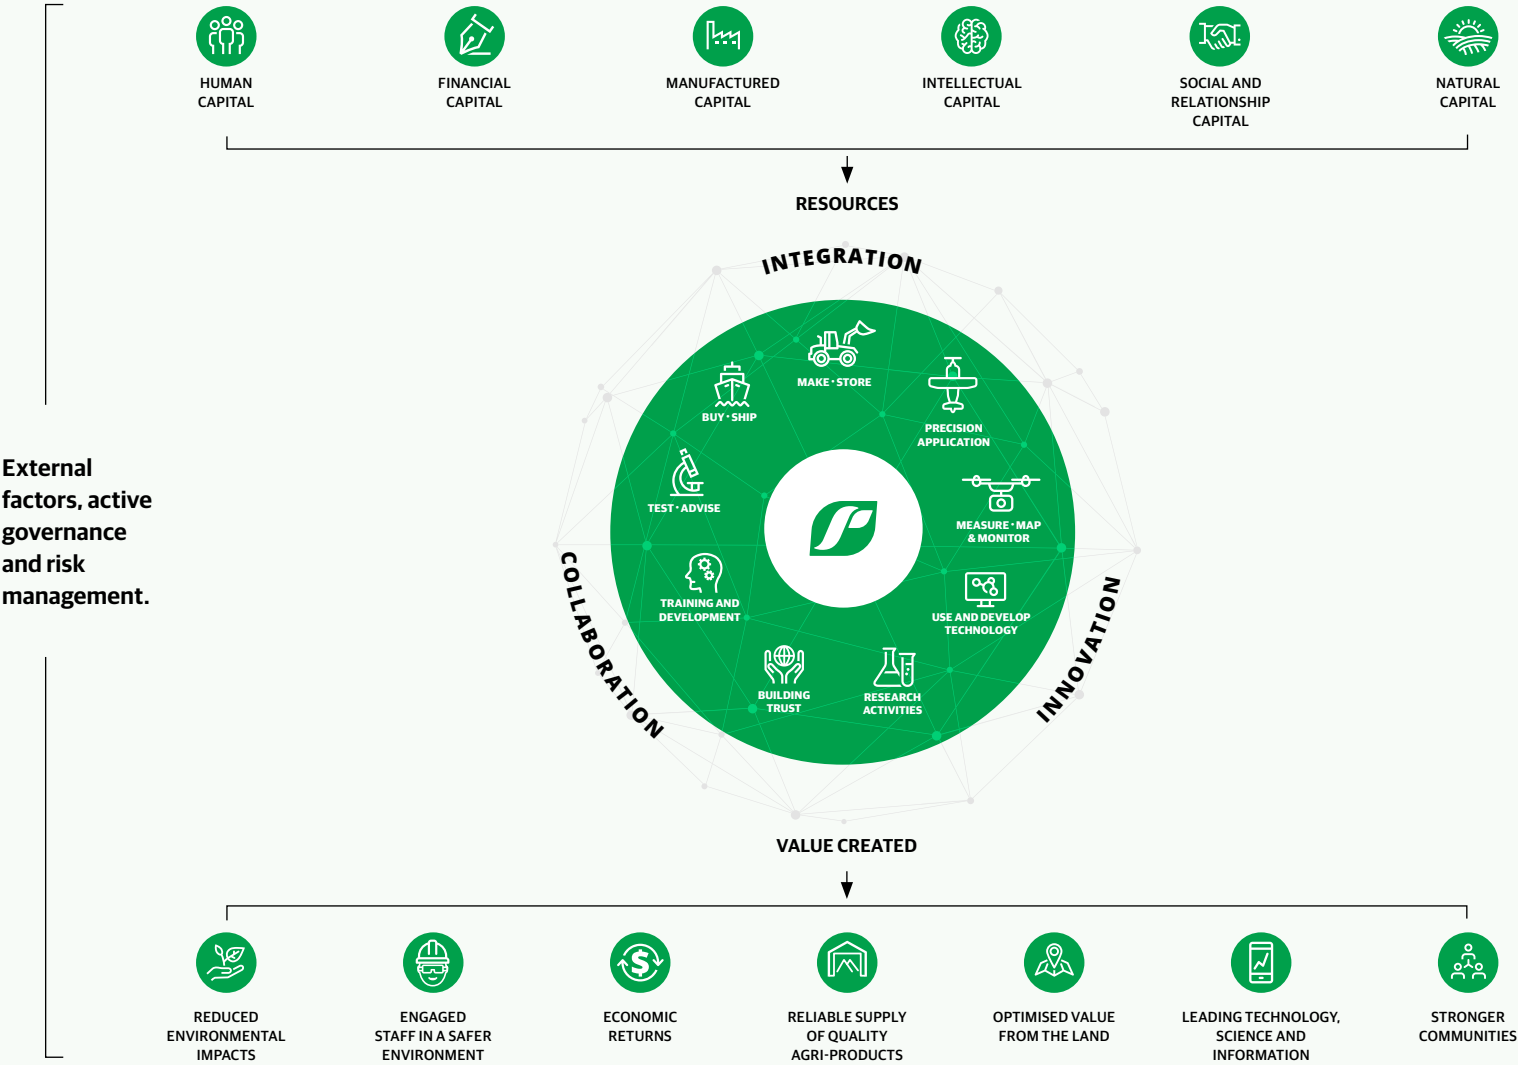 HUMAN
CAPITAL
FINANCIAL
CAPITAL
MANUFACTURED
CAPITAL
INTELLECTUAL
CAPITAL
SOCIAL AND
RELATIONSHIP
CAPITAL
NATURAL
CAPITAL
RESOURCES
INTEGRATION
MAKE · STORE
BUY · SHIP
PRECISION
APPLICATION
TEST · ADVISE
MEASURE · MAP
& MONITOR
External
factors, active
governance
and risk
management.
COLLABORATION
TRAINING AND
DEVELOPMENT
USE AND DEVELOP
TECHNOLOGY
INNOVATION
BUILDING
TRUST
RESEARCH
ACTIVITIES
VALUE CREATED
REDUCED
ENVIRONMENTAL
IMPACTS
ENGAGED
STAFF IN A SAFER
ENVIRONMENT
$
ECONOMIC
RETURNS
RELIABLE SUPPLY
OF QUALITY
AGRI-PRODUCTS
OPTIMISED VALUE
FROM THE LAND
LEADING TECHNOLOGY,
SCIENCE AND
INFORMATION
STRONGER
COMMUNITIES